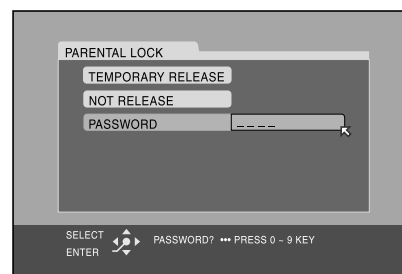 PARENTAL LOCK
TEMPORARY RELEASE
NOT RELEASE
PASSWORD _ _ _ _
SELECT
ENTER
PASSWORD? ••• PRESS 0 ~ 9 KEY